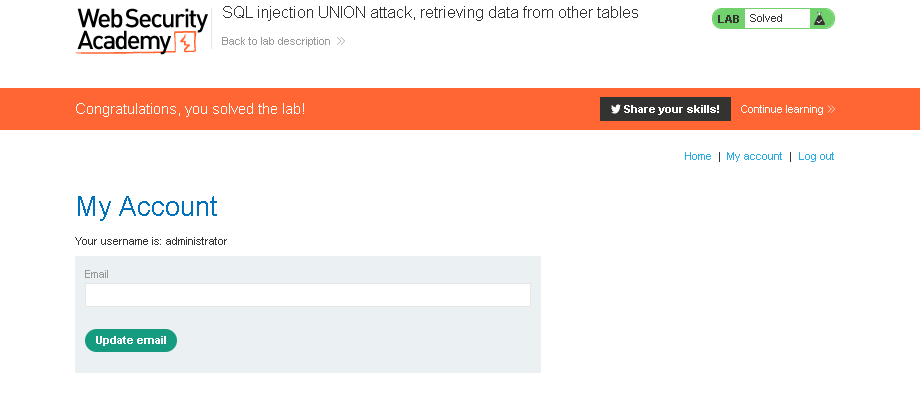 Web Security
Academy
SQL injection UNION attack, retrieving data from other tables
Back to lab description
LAB Solved
Congratulations, you solved the lab!
Share your skills!
Continue learning
Home | My account | Log out
My Account
Your username is: administrator
Email
Update email